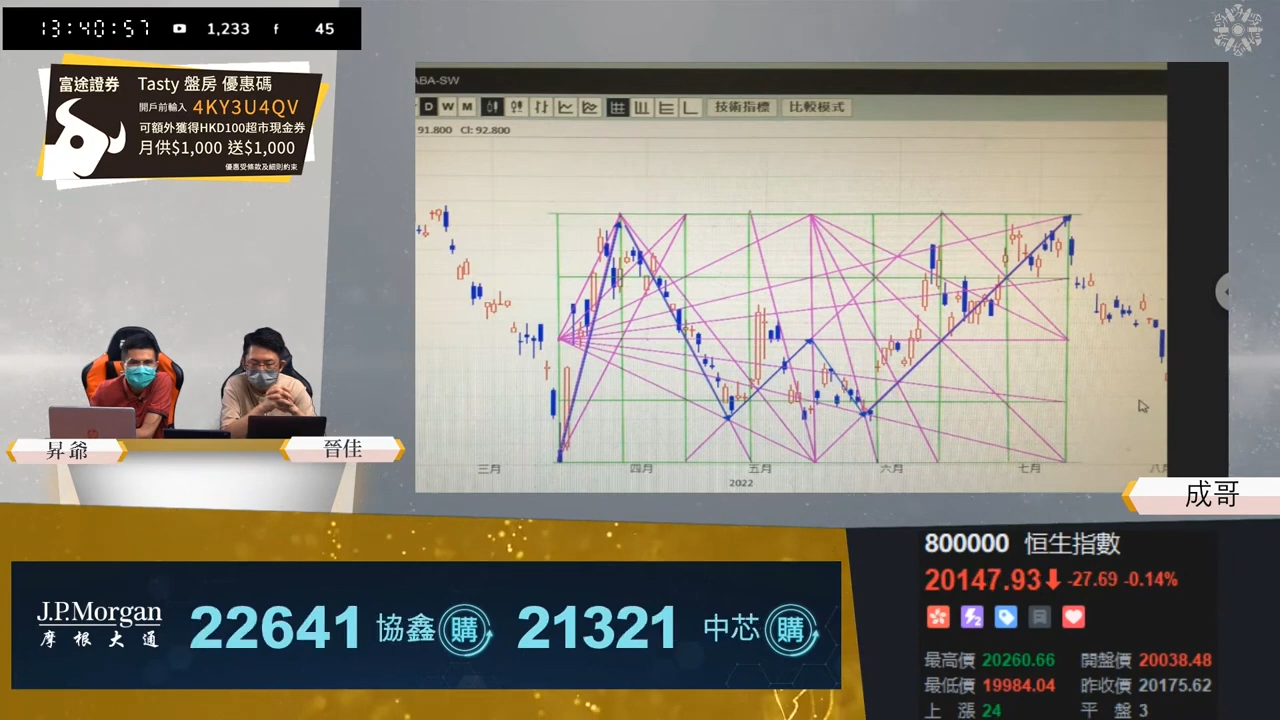 13:40:57 1,233 f 45
富途證券 Tasty 盤房 優惠碼
開戶前輸入 4KY3U4QV
可額外獲得HKD100超市現金券
月供$1,000 送$1,000
優惠受條款及細則約束
ABA-SW
D W M 技術指標 比較模式
91.800 Cl: 92.800
三月 四月 五月 六月 七月 八月
2022
昇爺
晉佳
成哥
J.P.Morgan
摩根大通
22641 協鑫 購 21321 中芯 購
800000 恒生指數
20147.93 -27.69 -0.14%
最高價 20260.66 開盤價 20038.48
最低價 19984.04 昨收價 20175.62
上漲 24 平盤 3